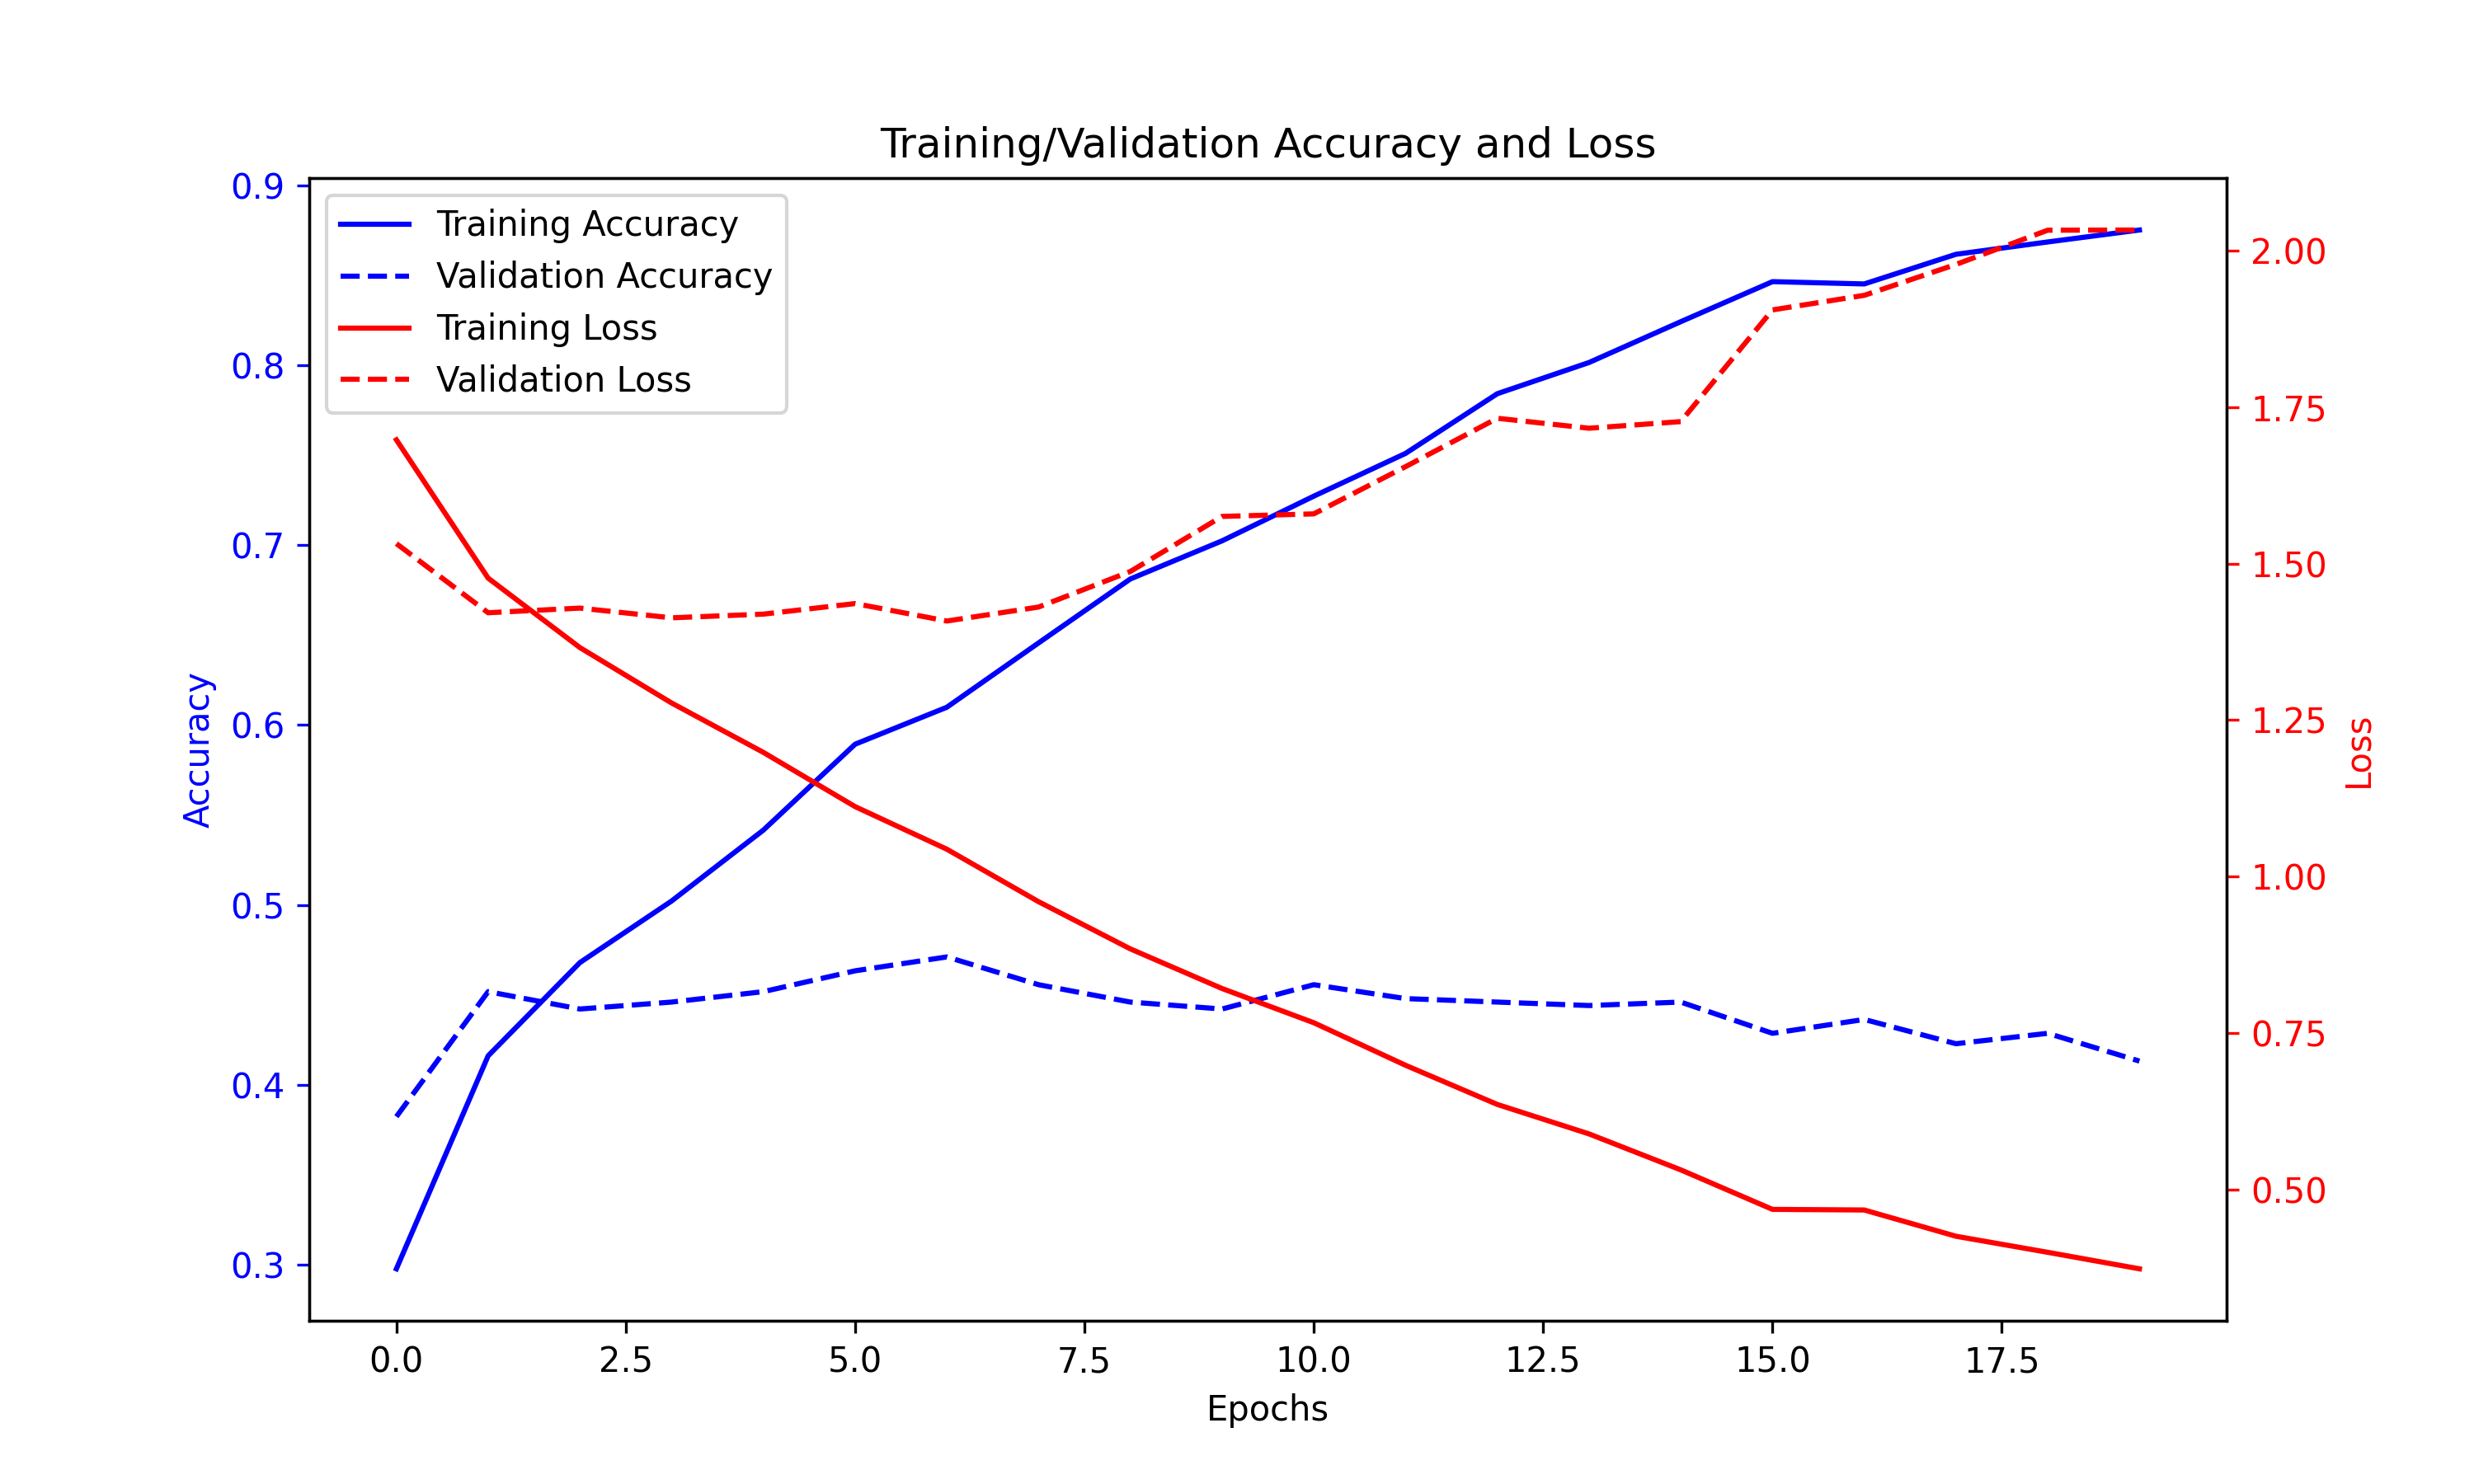 Training/Validation Accuracy and Loss
Training Accuracy
Validation Accuracy
Training Loss
Validation Loss
Accuracy
0.9
0.8
0.7
0.6
0.5
0.4
0.3
2.00
1.75
1.50
1.25
1.00
0.75
0.50
Loss
0.0 2.5 5.0 7.5 10.0 12.5 15.0 17.5
Epochs